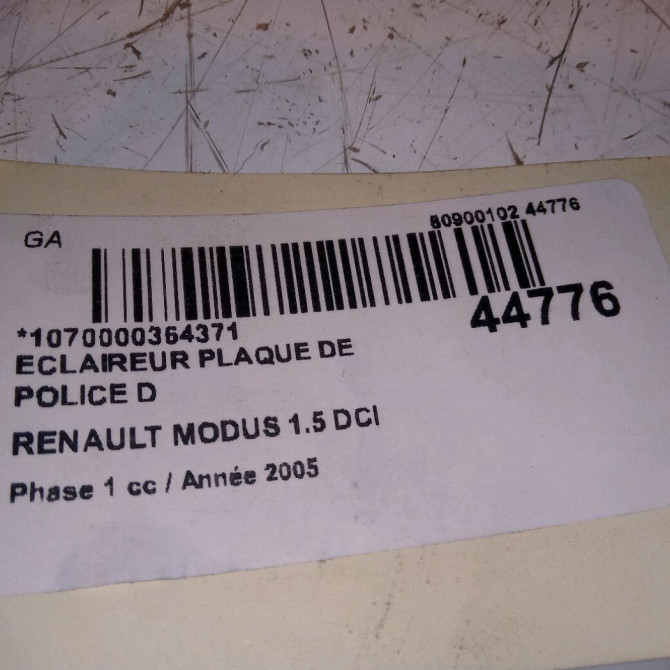 GA
80900102 44776
44776
*1070000364371
ECLAIREUR PLAQUE DE
POLICE D
RENAULT MODUS 1.5 DCI
Phase 1 cc / Année 2005